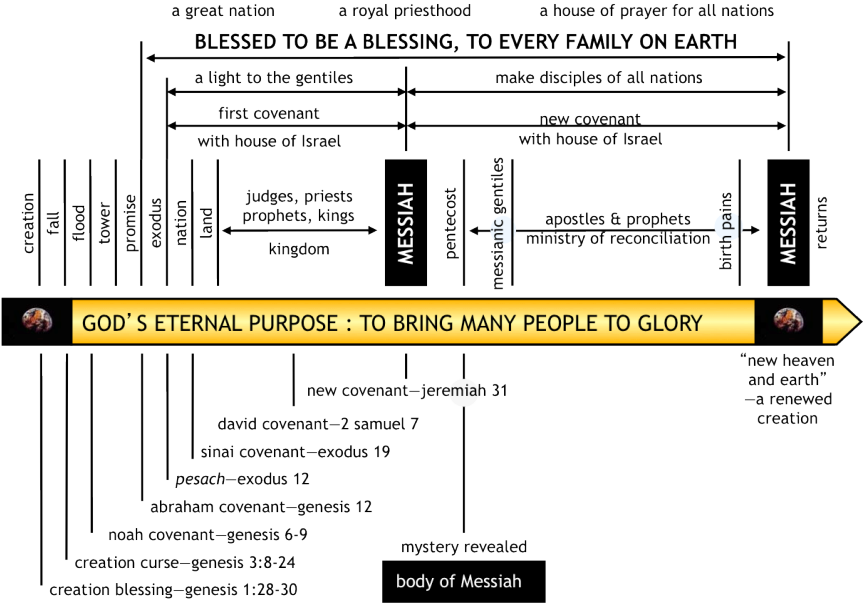 a great nation
a royal priesthood
a house of prayer for all nations
BLESSED TO BE A BLESSING, TO EVERY FAMILY ON EARTH
a light to the gentiles
make disciples of all nations
first covenant
with house of Israel
new covenant
with house of Israel
creation
fall
flood
tower
promise
exodus
nation
land
judges, priests
prophets, kings
kingdom
MESSIAH
pentecost
messianic gentiles
apostles & prophets
ministry of reconciliation
birth pains
MESSIAH
returns
GOD'S ETERNAL PURPOSE : TO BRING MANY PEOPLE TO GLORY
“new heaven
and earth”
—a renewed
creation
new covenant—jeremiah 31
david covenant—2 samuel 7
sinai covenant—exodus 19
pesach—exodus 12
abraham covenant—genesis 12
noah covenant—genesis 6-9
creation curse—genesis 3:8-24
creation blessing—genesis 1:28-30
mystery revealed
body of Messiah